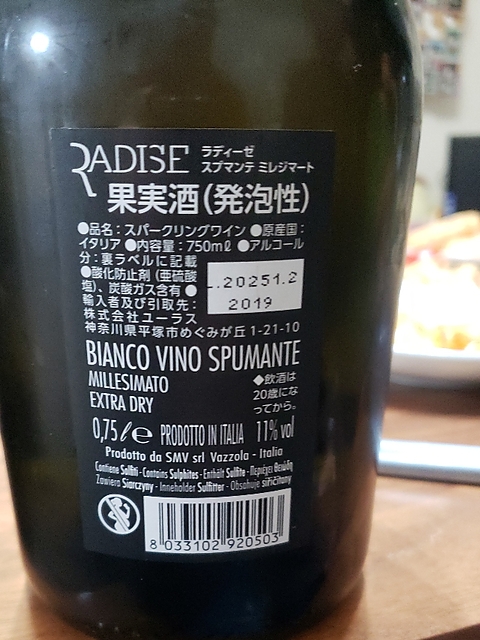 RADISE
ラディーゼ
スプマンテ ミレジマート
果実酒(発泡性)
●品名:スパークリングワイン ●原産国:
イタリア ●内容量:750mℓ ●アルコール
分:裏ラベルに記載
●酸化防止剤(亜硫酸
塩)、炭酸ガス含有 ●
輸入者及び引取先:
株式会社ユーラス
神奈川県平塚市めぐみが丘 1-21-10
L.20251.2
2019
BIANCO VINO SPUMANTE
MILLESIMATO
EXTRA DRY
◆飲酒は
20歳にな
ってから。
0,75 ℓ ℮ PRODOTTO IN ITALIA 11% vol
Prodotto da SMV srl Vazzola - Italia
Contiene Solfiti - Contains Sulphites - Enthält Sulfite - Περιέχει Θειώδη
Zawiera Siarczyny - Inneholder Sulfitter - Obsahuje siřičitany
8 033102 920503